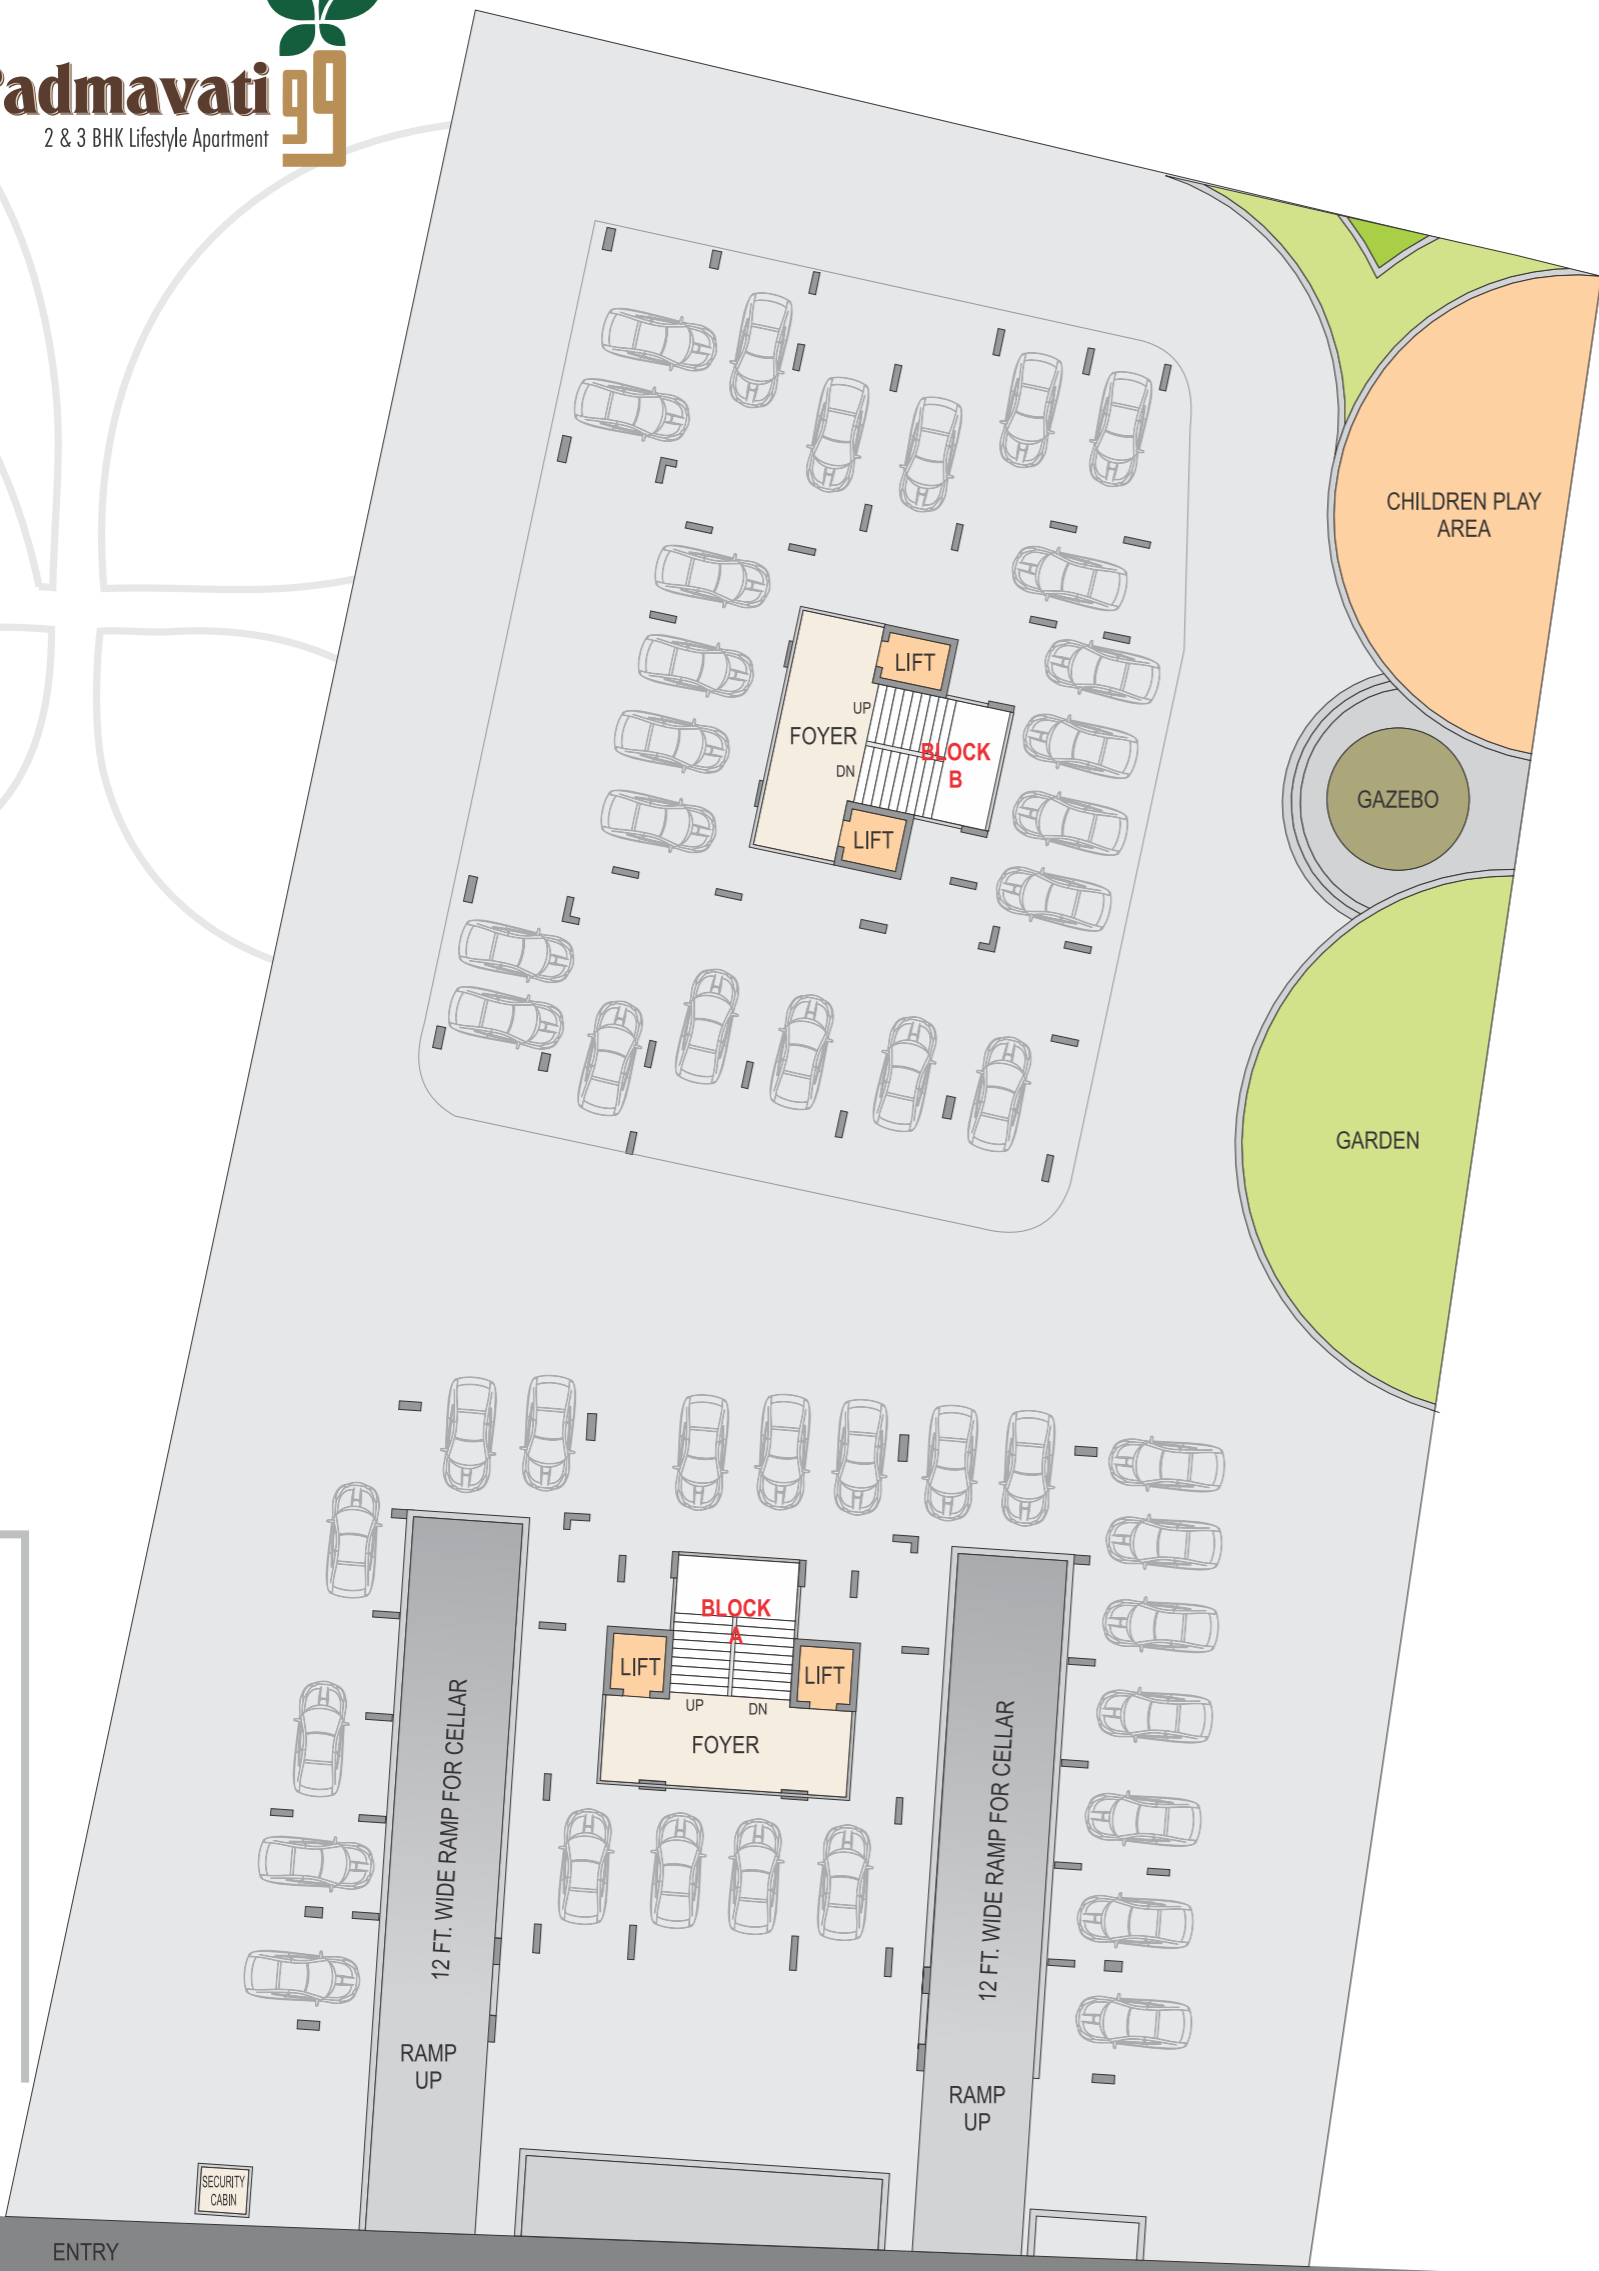 Padmavati 99
2 & 3 BHK Lifestyle Apartment
CHILDREN PLAY
AREA
LIFT
UP
FOYER
BLOCK
B
DN
GAZEBO
LIFT
GARDEN
BLOCK
A
LIFT
LIFT
UP
DN
FOYER
12 FT. WIDE RAMP FOR CELLAR
12 FT. WIDE RAMP FOR CELLAR
RAMP
UP
RAMP
UP
SECURITY
CABIN
ENTRY